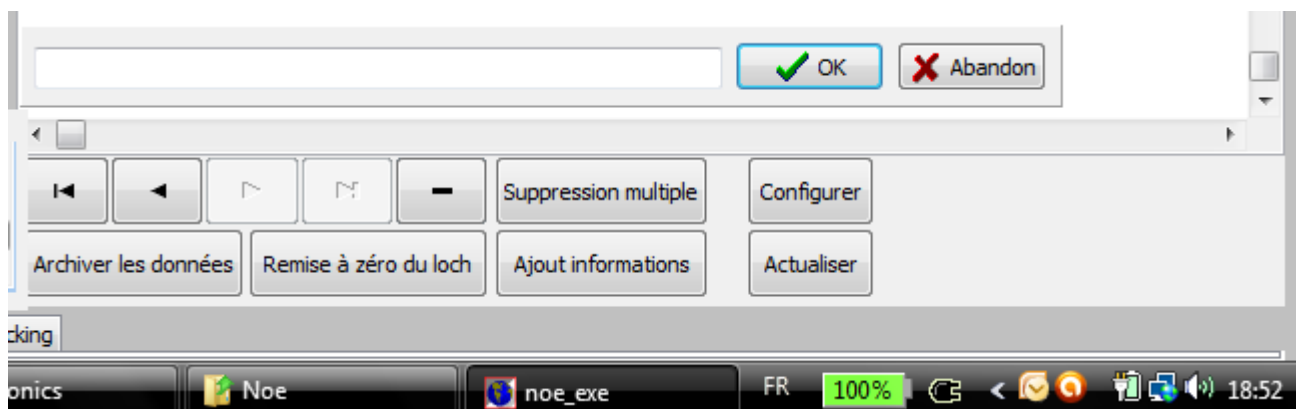 OK Abandon
Suppression multiple Configurer
Archiver les données Remise à zéro du loch Ajout informations Actualiser
cking
onics Noe noe_exe FR 100% 18:52